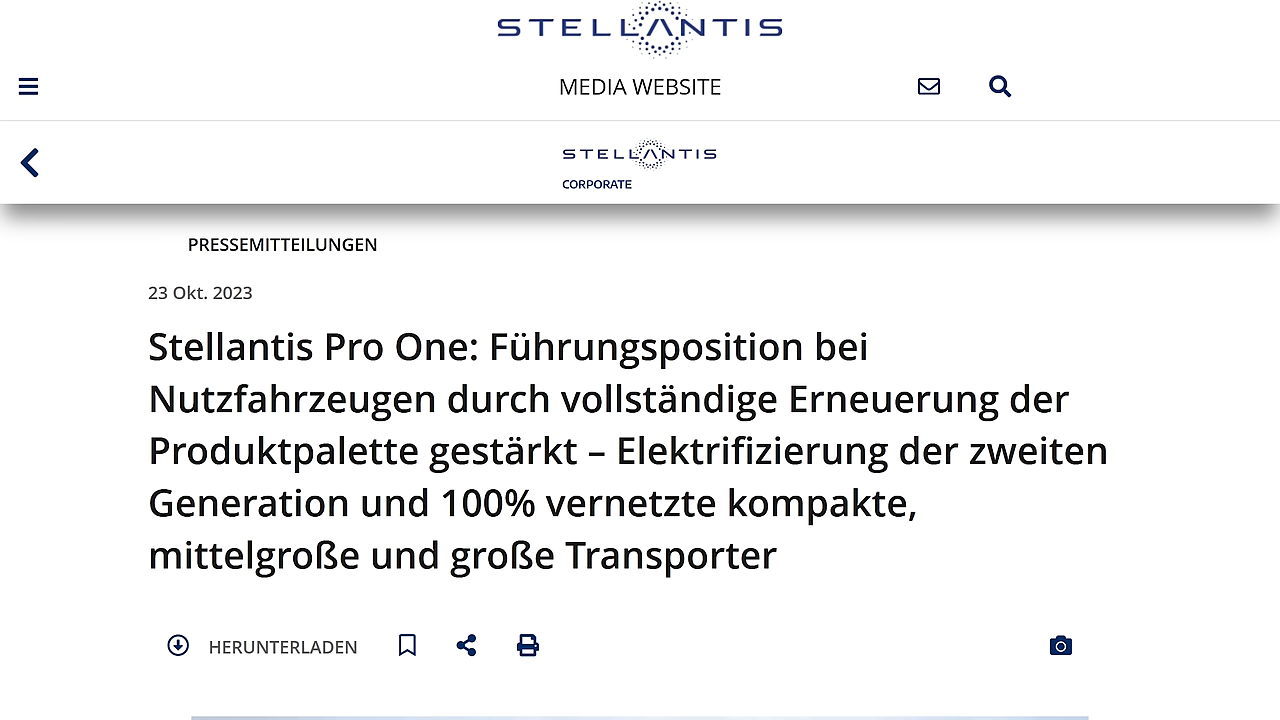 STELLANTIS
MEDIA WEBSITE
STELLANTIS
CORPORATE
PRESSEMITTEILUNGEN
23 Okt. 2023
Stellantis Pro One: Führungsposition bei
Nutzfahrzeugen durch vollständige Erneuerung der
Produktpalette gestärkt – Elektrifizierung der zweiten
Generation und 100% vernetzte kompakte,
mittelgroße und große Transporter
HERUNTERLADEN